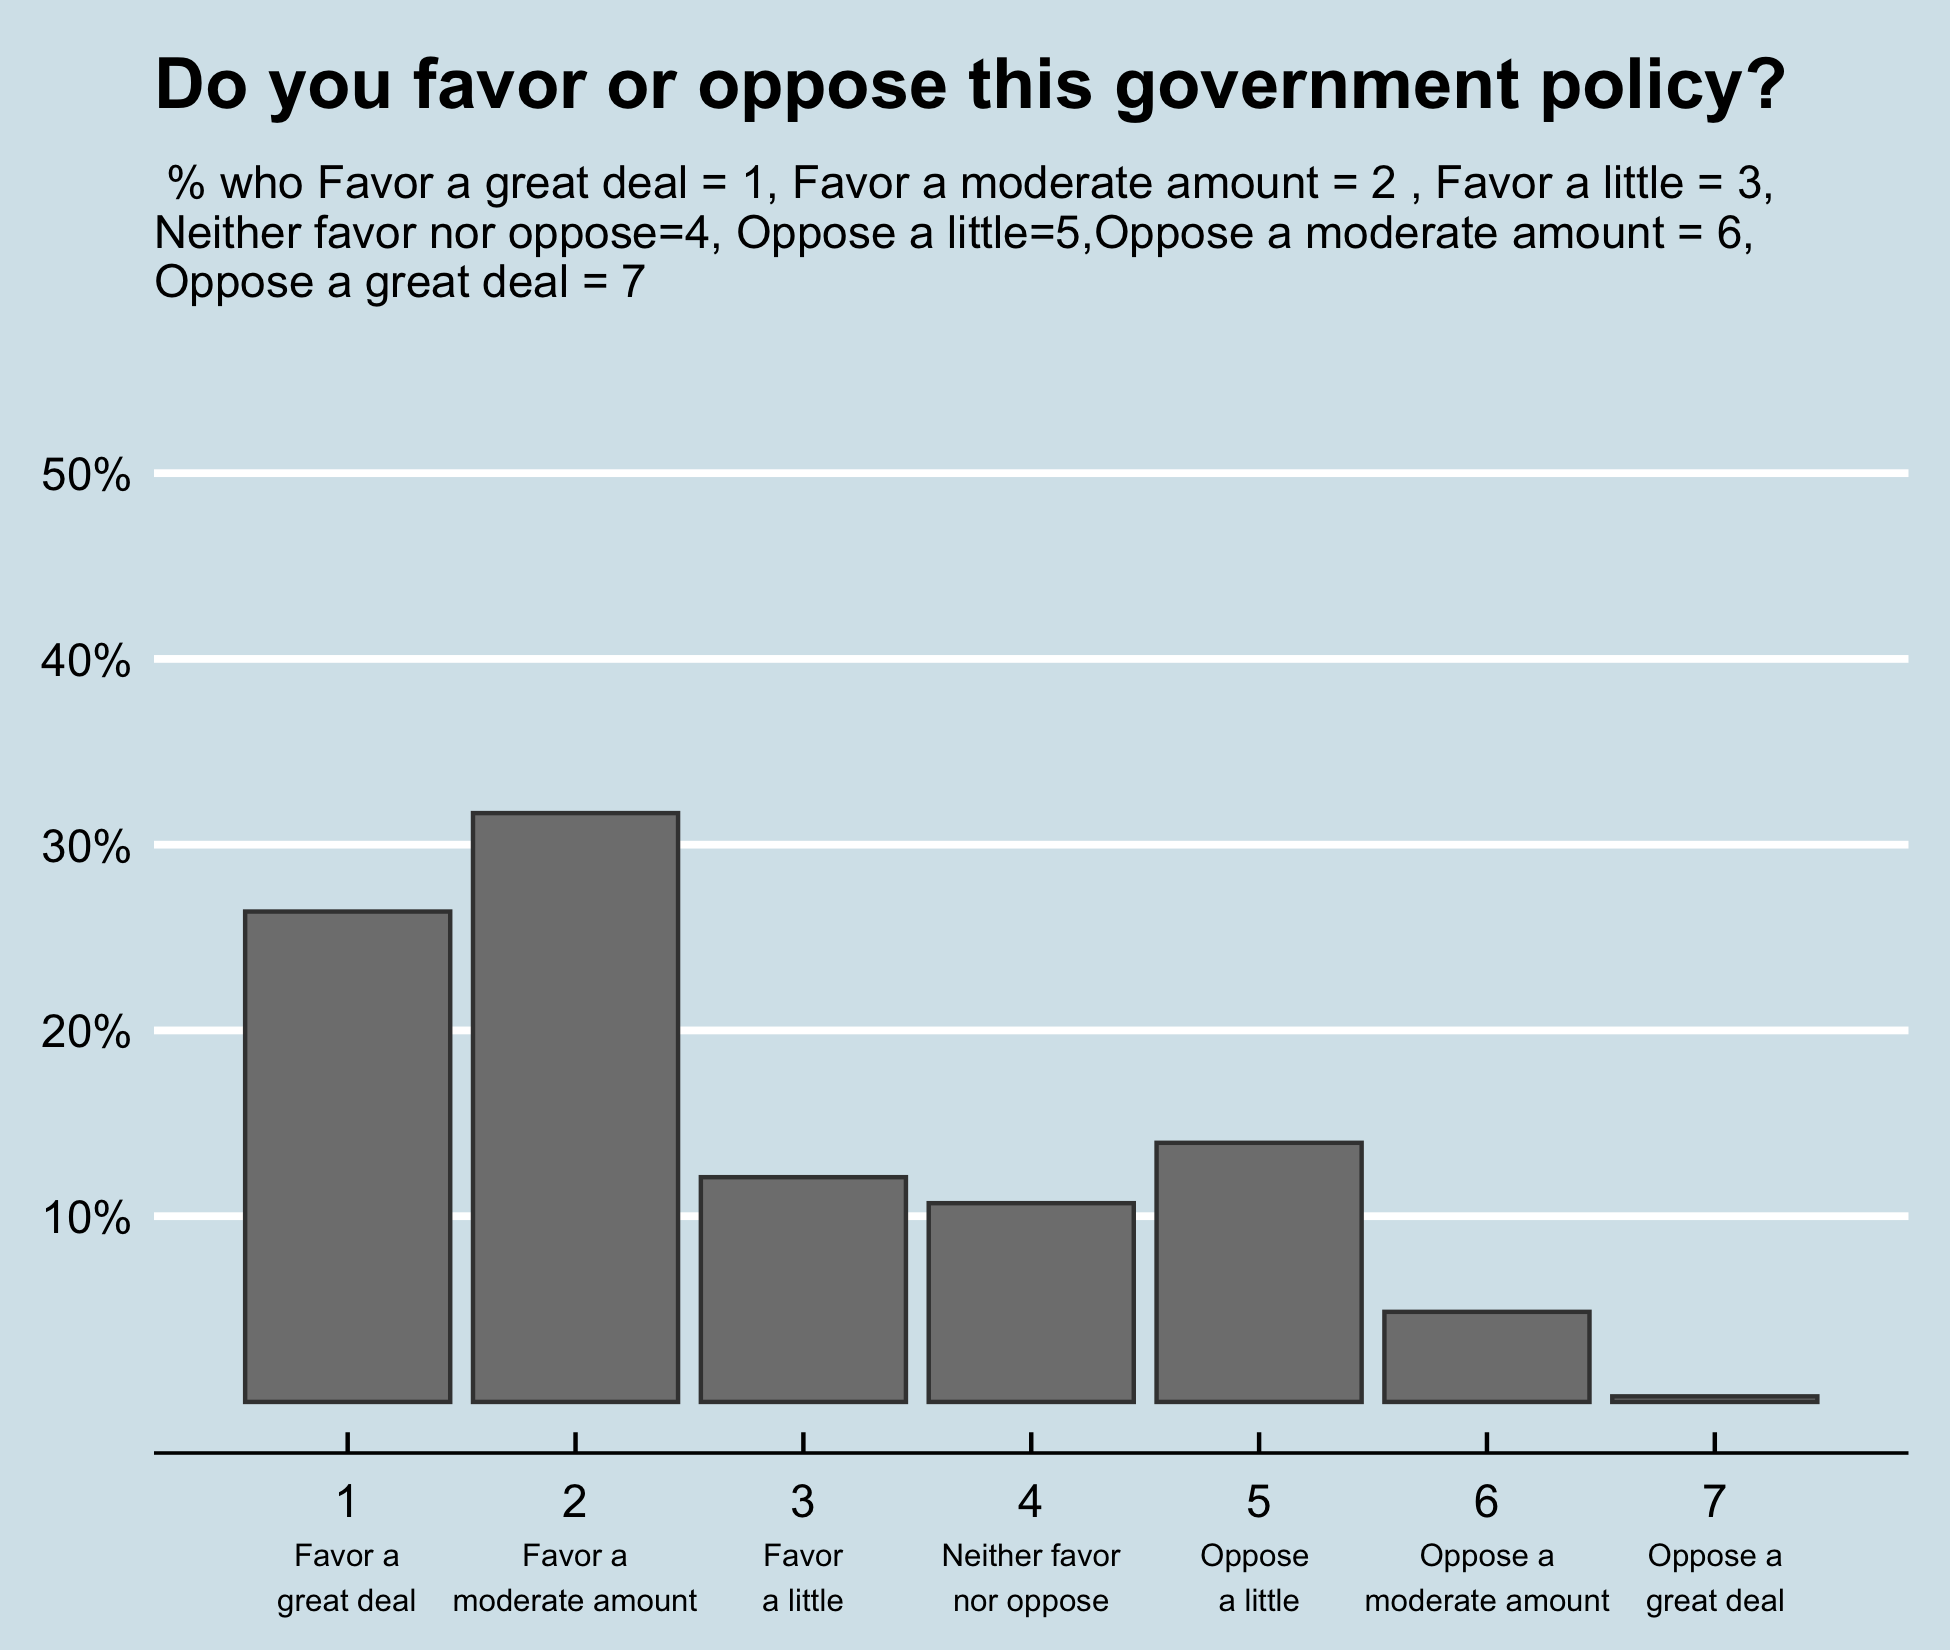 Do you favor or oppose this government policy?
% who Favor a great deal = 1, Favor a moderate amount = 2 , Favor a little = 3,
Neither favor nor oppose=4, Oppose a little=5,Oppose a moderate amount = 6,
Oppose a great deal = 7
50%
40%
30%
20%
10%
1 2 3 4 5 6 7
Favor a Favor a Favor Neither favor Oppose Oppose a Oppose a
great deal moderate amount a little nor oppose a little moderate amount great deal